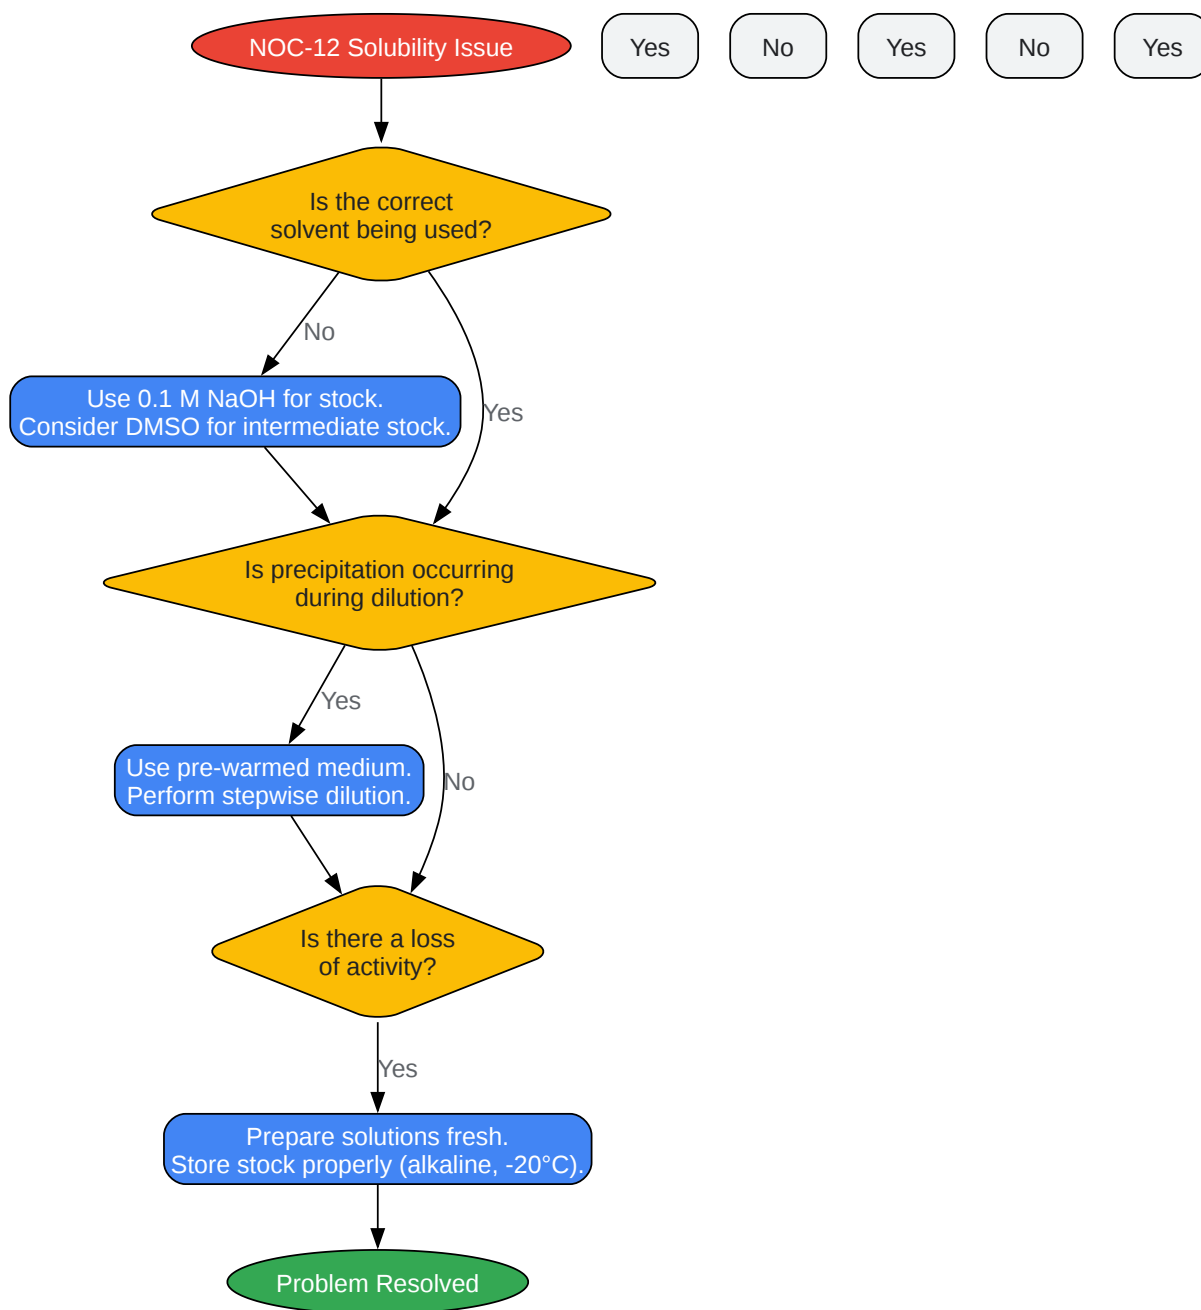 NOC-12 Solubility Issue
Yes
No
Yes
No
Yes
Is the correct
solvent being used?
No
Use 0.1 M NaOH for stock.
Consider DMSO for intermediate stock.
Yes
Is precipitation occurring
during dilution?
Yes
Use pre-warmed medium.
Perform stepwise dilution.
No
Is there a loss
of activity?
Yes
Prepare solutions fresh.
Store stock properly (alkaline, -20°C).
Problem Resolved